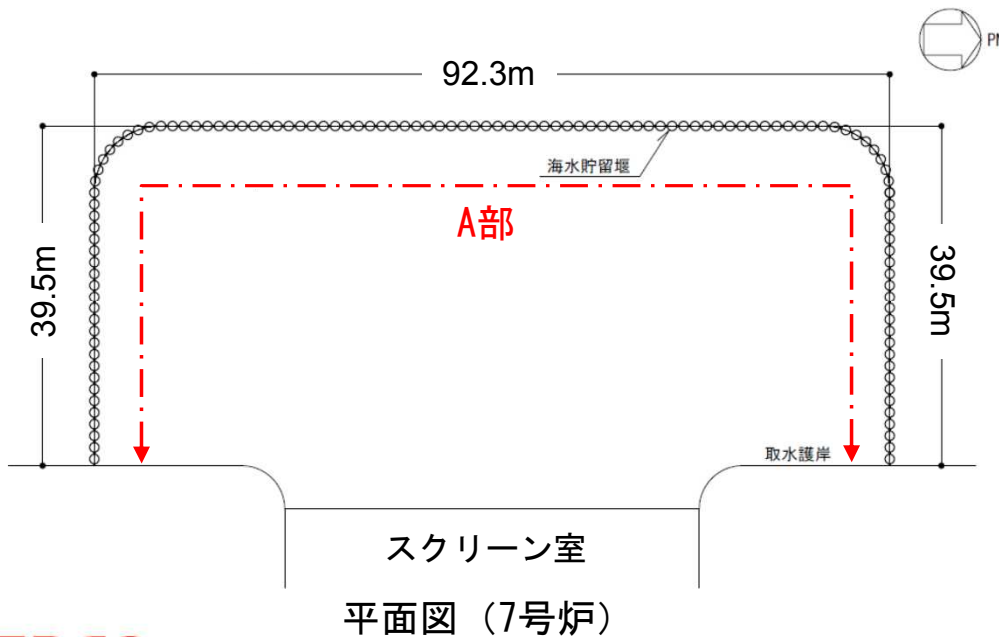 92.3m
海水貯留堰
A部
39.5m
39.5m
取水護岸
スクリーン室
平面図（7号炉）